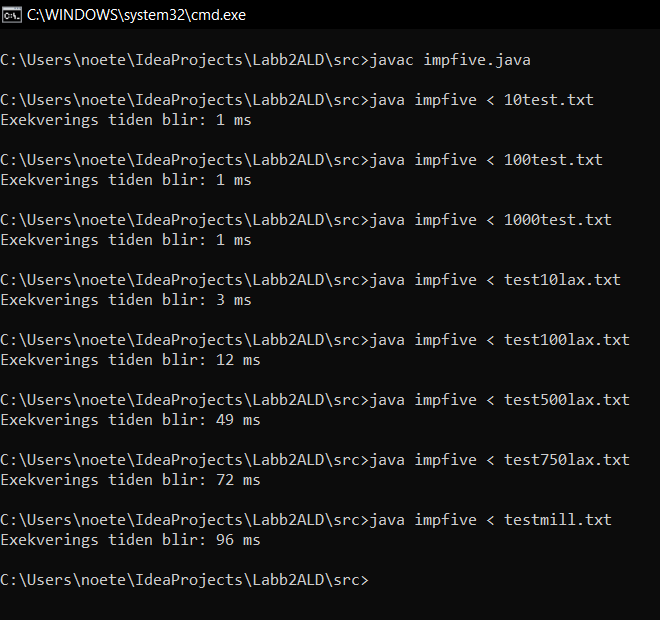 C:\WINDOWS\system32\cmd.exe
C:\Users\noete\IdeaProjects\Labb2ALD\src>javac impfive.java
C:\Users\noete\IdeaProjects\Labb2ALD\src>java impfive < 10test.txt
Exekverings tiden blir: 1 ms
C:\Users\noete\IdeaProjects\Labb2ALD\src>java impfive < 100test.txt
Exekverings tiden blir: 1 ms
C:\Users\noete\IdeaProjects\Labb2ALD\src>java impfive < 1000test.txt
Exekverings tiden blir: 1 ms
C:\Users\noete\IdeaProjects\Labb2ALD\src>java impfive < test10lax.txt
Exekverings tiden blir: 3 ms
C:\Users\noete\IdeaProjects\Labb2ALD\src>java impfive < test100lax.txt
Exekverings tiden blir: 12 ms
C:\Users\noete\IdeaProjects\Labb2ALD\src>java impfive < test500lax.txt
Exekverings tiden blir: 49 ms
C:\Users\noete\IdeaProjects\Labb2ALD\src>java impfive < test750lax.txt
Exekverings tiden blir: 72 ms
C:\Users\noete\IdeaProjects\Labb2ALD\src>java impfive < testmill.txt
Exekverings tiden blir: 96 ms
C:\Users\noete\IdeaProjects\Labb2ALD\src>